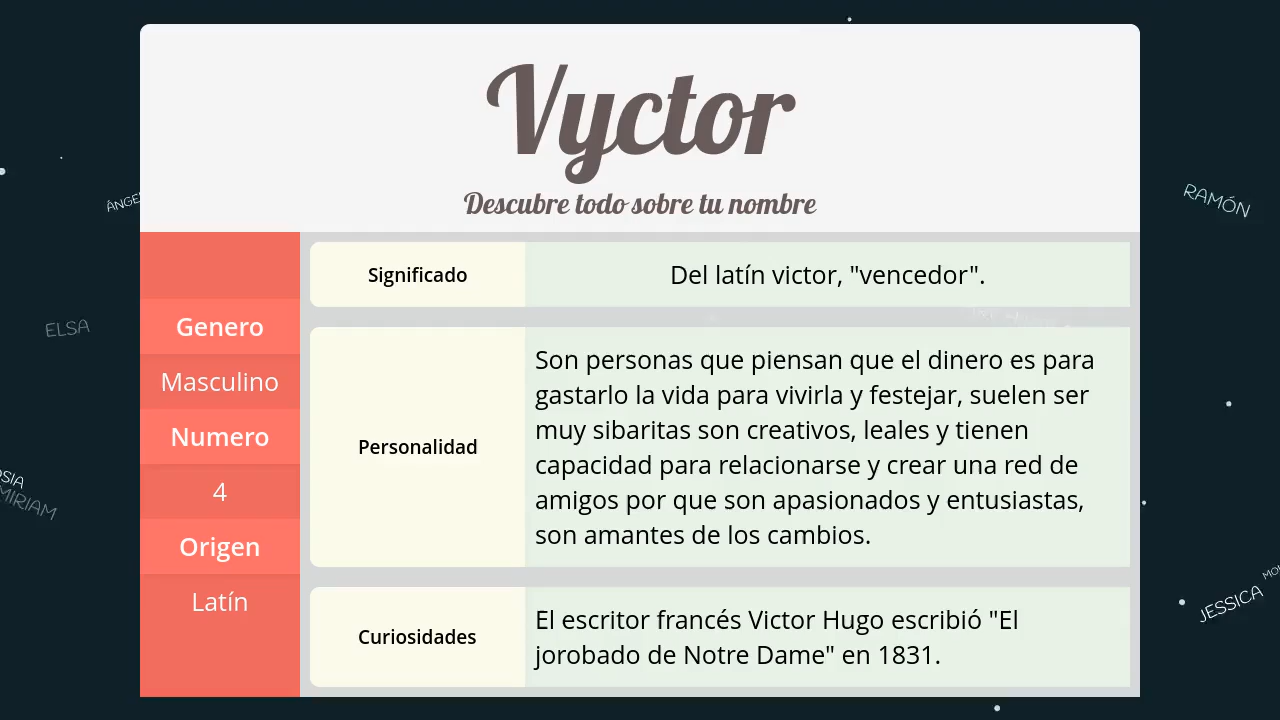 Vyctor
Descubre todo sobre tu nombre
Genero
Masculino
Numero
4
Origen
Latín
Significado
Del latín victor, "vencedor".
Personalidad
Son personas que piensan que el dinero es para
gastarlo la vida para vivirla y festejar, suelen ser
muy sibaritas son creativos, leales y tienen
capacidad para relacionarse y crear una red de
amigos por que son apasionados y entusiastas,
son amantes de los cambios.
Curiosidades
El escritor francés Victor Hugo escribió "El
jorobado de Notre Dame" en 1831.
ELSA
MIRIAM
RAMÓN
JESSICA